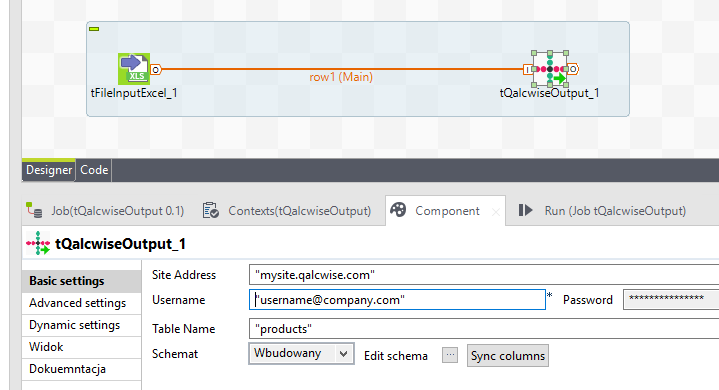 XLS
O
I
O
row1 (Main)
tFileInputExcel_1
tQalcwiseOutput_1
Designer Code
Job(tQalcwiseOutput 0.1) Contexts(tQalcwiseOutput) Component Run (Job tQalcwiseOutput)
tQalcwiseOutput_1
Basic settings
Advanced settings
Dynamic settings
Widok
Dokuemntacja
Site Address "mysite.qalcwise.com"
Username "username@company.com" * Password ***************
Table Name "products"
Schemat Wbudowany Edit schema ... Sync columns